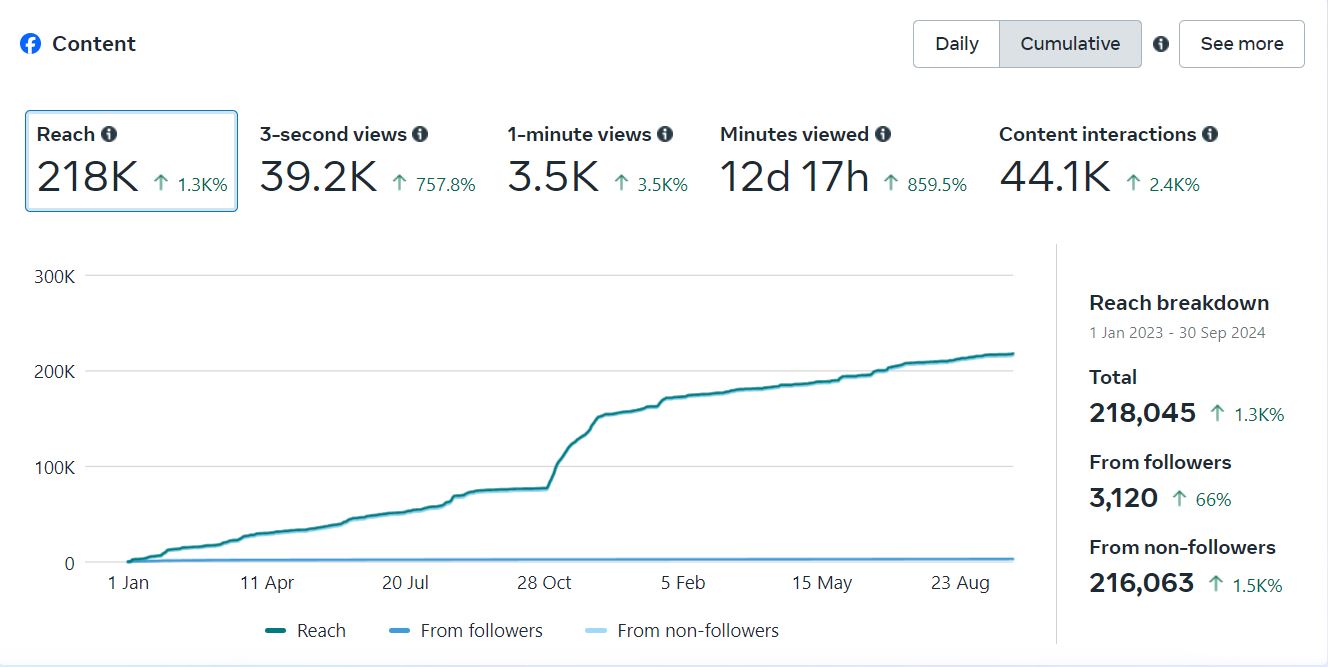 Content
Daily Cumulative See more
Reach 3-second views 1-minute views Minutes viewed Content interactions
218K ↑ 1.3K% 39.2K ↑ 757.8% 3.5K ↑ 3.5K% 12d 17h ↑ 859.5% 44.1K ↑ 2.4K%
300K
200K
100K
0
1 Jan 11 Apr 20 Jul 28 Oct 5 Feb 15 May 23 Aug
Reach From followers From non-followers
Reach breakdown
1 Jan 2023 - 30 Sep 2024
Total
218,045 ↑ 1.3K%
From followers
3,120 ↑ 66%
From non-followers
216,063 ↑ 1.5K%